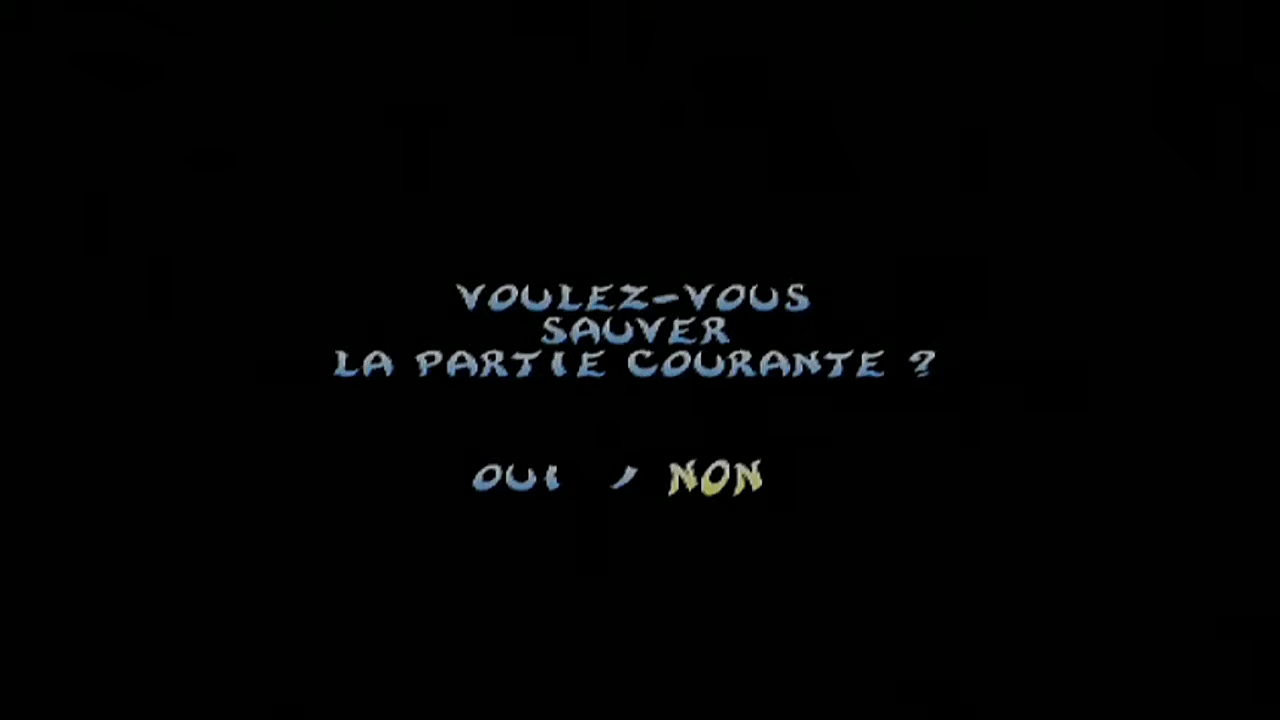 VOULEZ-VOUS
SAUVER
LA PARTIE COURANTE ?
OUI / NON